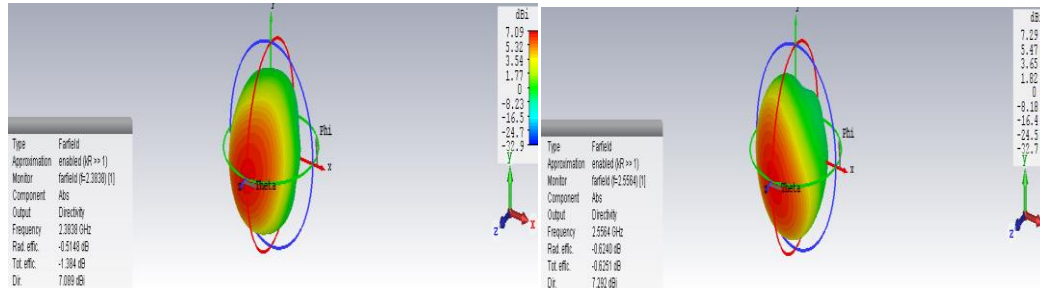 y
dBi
7.09
5.32
3.54
1.77
0
-8.23
-16.5
-24.7
-32.9
Phi
x
Theta
Type Farfield
Approximation enabled (kR >> 1)
Monitor farfield (f=2.3838) [1]
Component Abs
Output Directivity
Frequency 2.3838 GHz
Rad. effic. -0.5148 dB
Tot. effic. -1.384 dB
Dir. 7.089 dBi
y
x
z
dBi
7.29
5.47
3.65
1.82
0
-8.18
-16.4
-24.5
-32.7
Phi
x
Theta
Type Farfield
Approximation enabled (kR >> 1)
Monitor farfield (f=2.5564) [1]
Component Abs
Output Directivity
Frequency 2.5564 GHz
Rad. effic. -0.6240 dB
Tot. effic. -0.6251 dB
Dir. 7.292 dBi
y
x
z